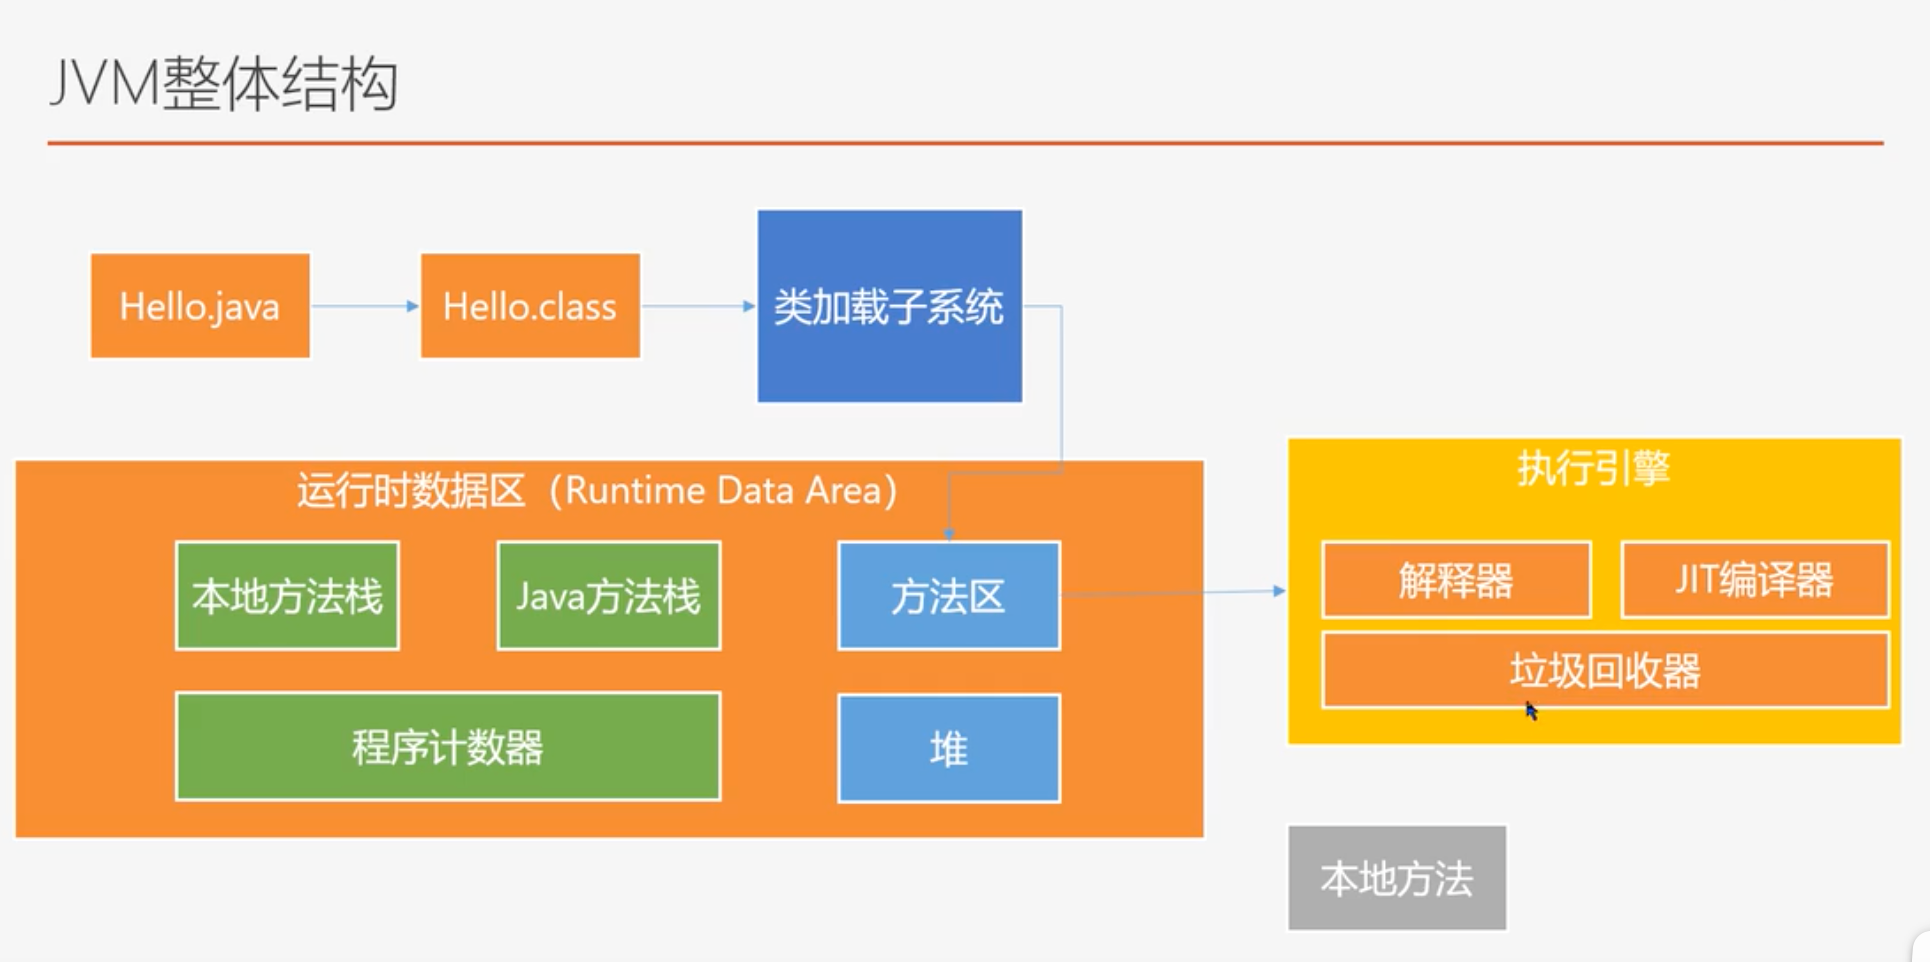 JVM整体结构
Hello.java
Hello.class
类加载子系统
运行时数据区（Runtime Data Area）
本地方法栈
Java方法栈
方法区
程序计数器
堆
执行引擎
解释器
JIT编译器
垃圾回收器
本地方法